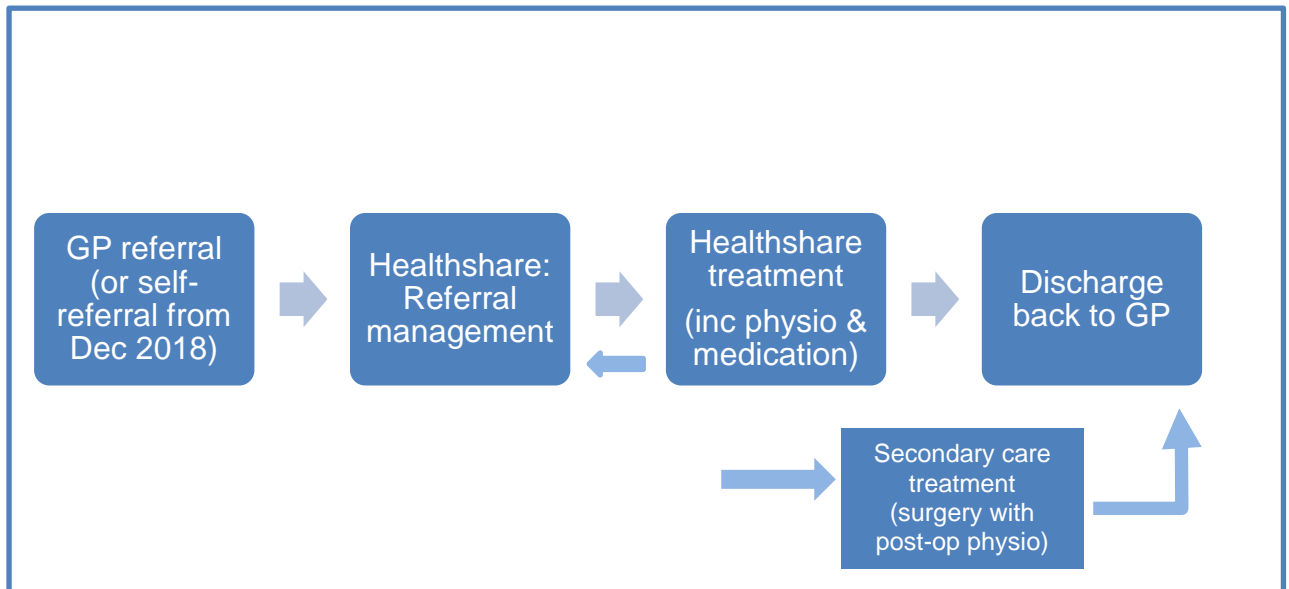 GP referral
(or self-
referral from
Dec 2018)
Healthshare:
Referral
management
Healthshare
treatment
(inc physio &
medication)
Discharge
back to GP
Secondary care
treatment
(surgery with
post-op physio)